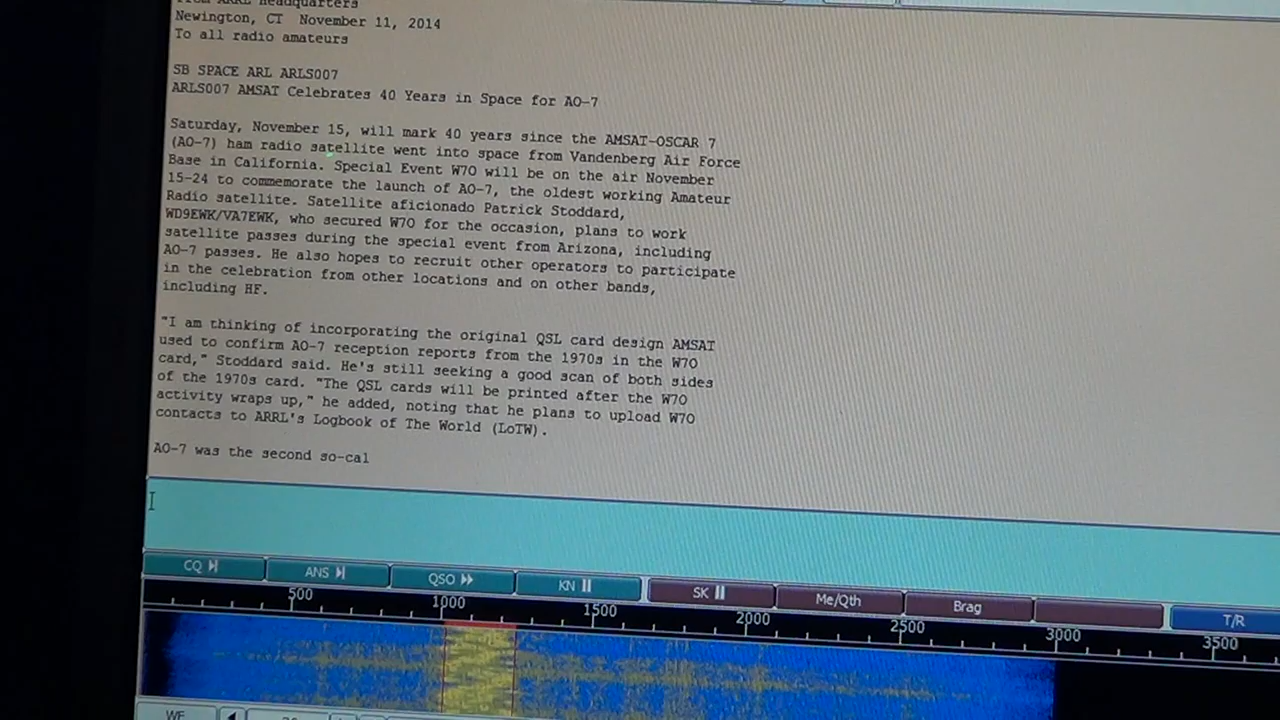 From ARRL Headquarters
Newington, CT November 11, 2014
To all radio amateurs
SB SPACE ARL ARLS007
ARLS007 AMSAT Celebrates 40 Years in Space for AO-7
Saturday, November 15, will mark 40 years since the AMSAT-OSCAR 7
(AO-7) ham radio satellite went into space from Vandenberg Air Force
Base in California. Special Event W7O will be on the air November
15-24 to commemorate the launch of AO-7, the oldest working Amateur
Radio satellite. Satellite aficionado Patrick Stoddard,
WD9EWK/VA7EWK, who secured W7O for the occasion, plans to work
satellite passes during the special event from Arizona, including
AO-7 passes. He also hopes to recruit other operators to participate
in the celebration from other locations and on other bands,
including HF.
"I am thinking of incorporating the original QSL card design AMSAT
used to confirm AO-7 reception reports from the 1970s in the W7O
card," Stoddard said. He's still seeking a good scan of both sides
of the 1970s card. "The QSL cards will be printed after the W7O
activity wraps up," he added, noting that he plans to upload W7O
contacts to ARRL's Logbook of The World (LoTW).
AO-7 was the second so-cal
CQ ANS QSO KN SK Me/Qth Brag T/R
500 1000 1500 2000 2500 3000 3500
WF